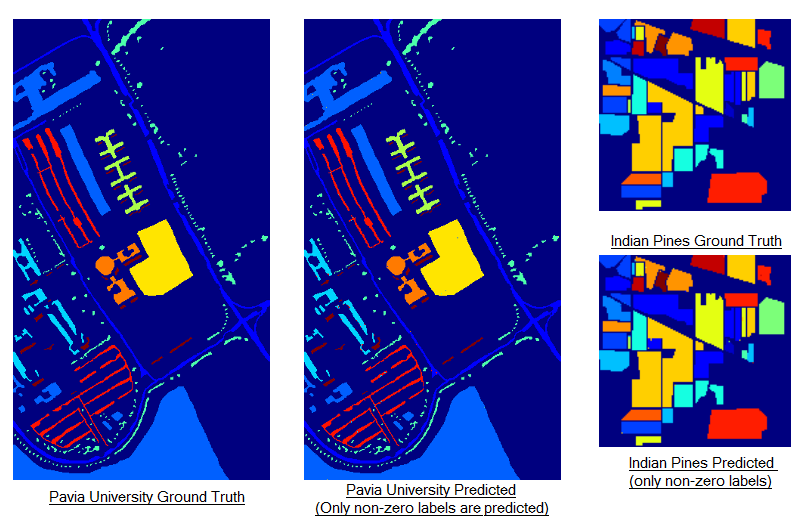 Indian Pines Ground Truth
Indian Pines Predicted
(only non-zero labels)
Pavia University Ground Truth
Pavia University Predicted
(Only non-zero labels are predicted)